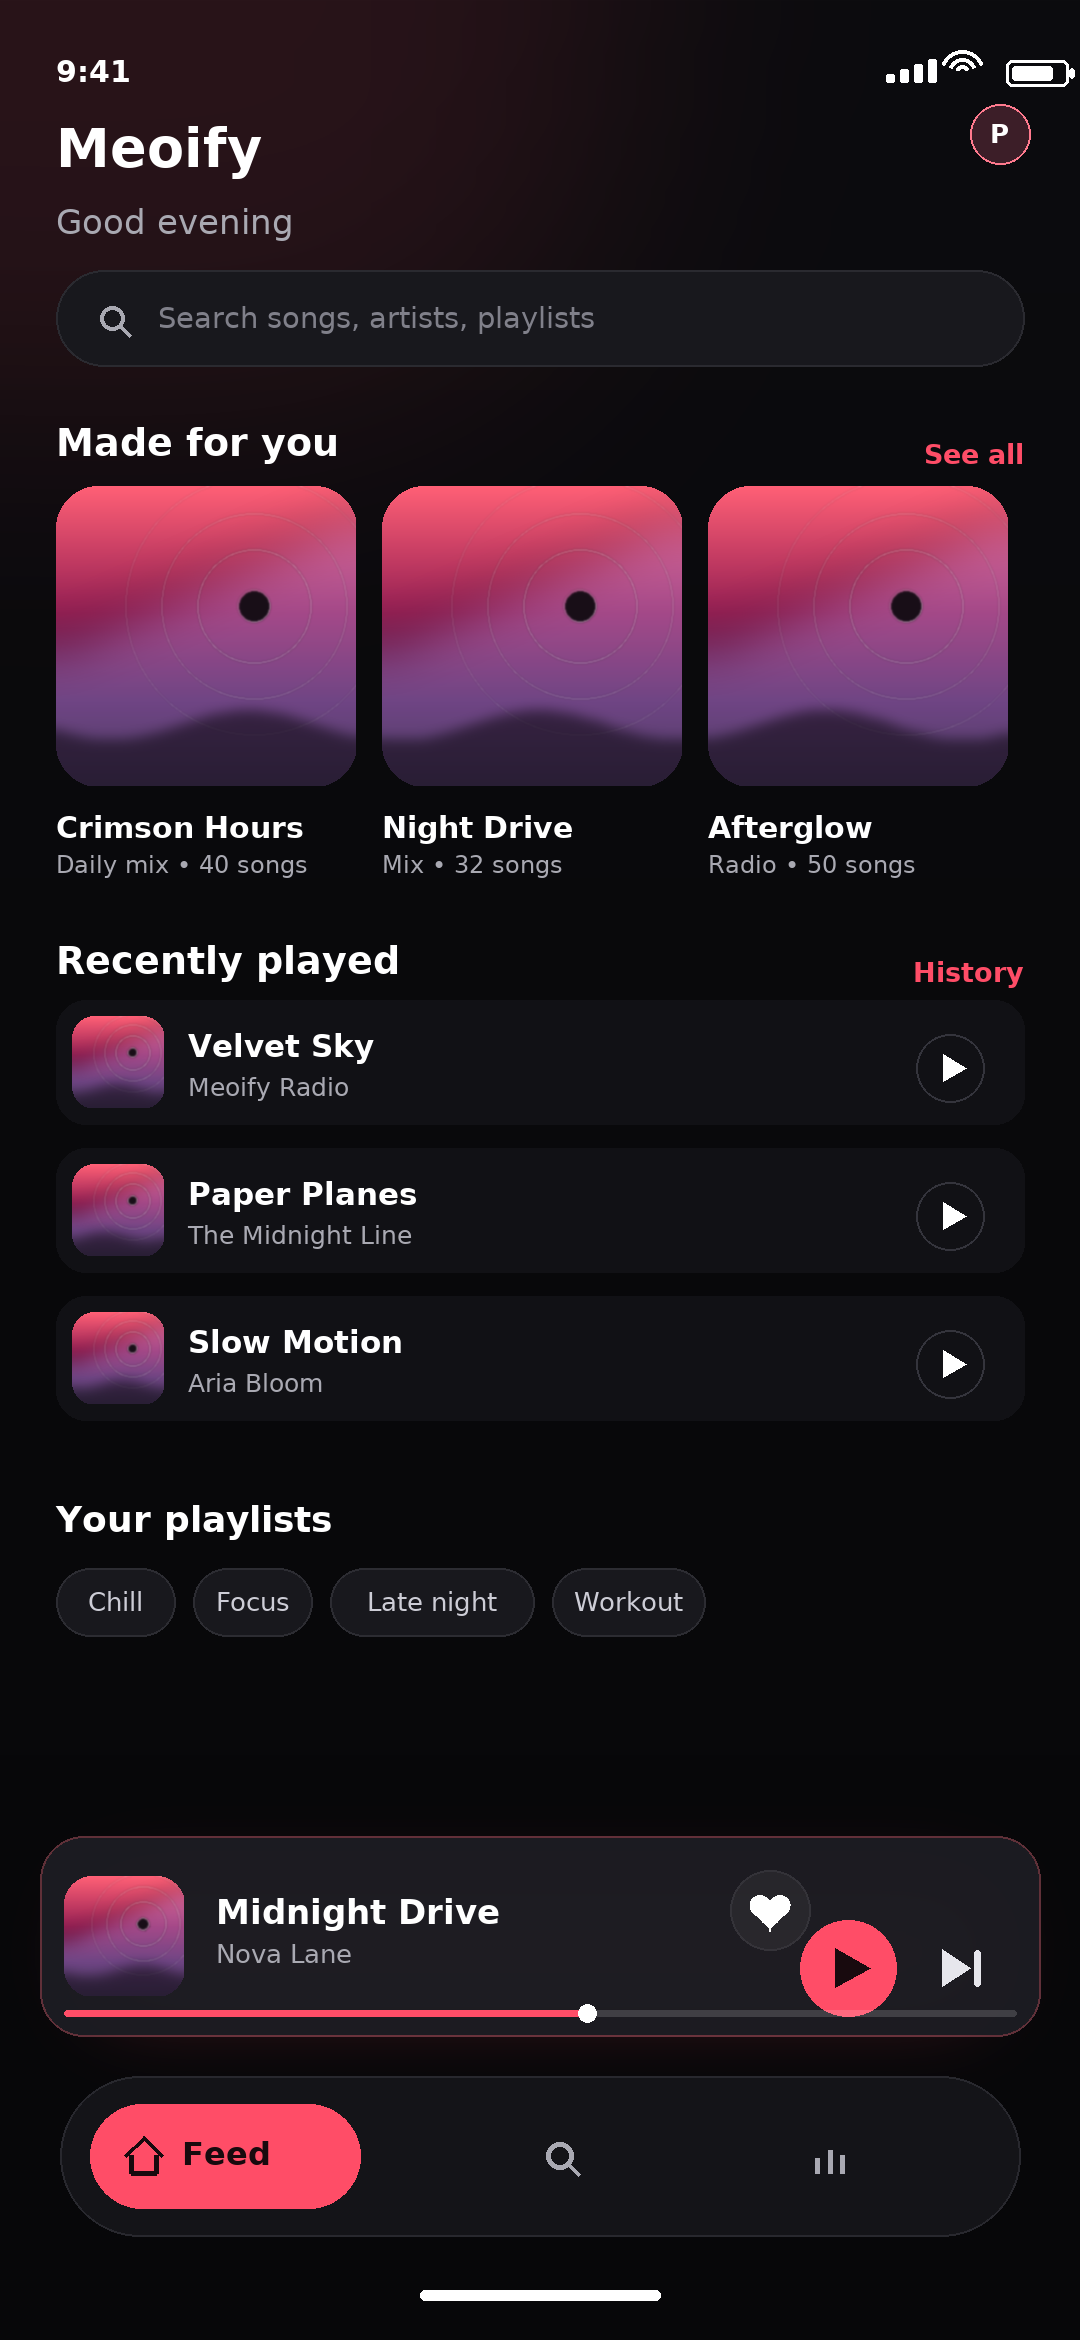 9:41
Meoify
P
Good evening
Search songs, artists, playlists
Made for you
See all
Crimson Hours
Daily mix • 40 songs
Night Drive
Mix • 32 songs
Afterglow
Radio • 50 songs
Recently played
History
Velvet Sky
Meoify Radio
Paper Planes
The Midnight Line
Slow Motion
Aria Bloom
Your playlists
Chill
Focus
Late night
Workout
Midnight Drive
Nova Lane
Feed